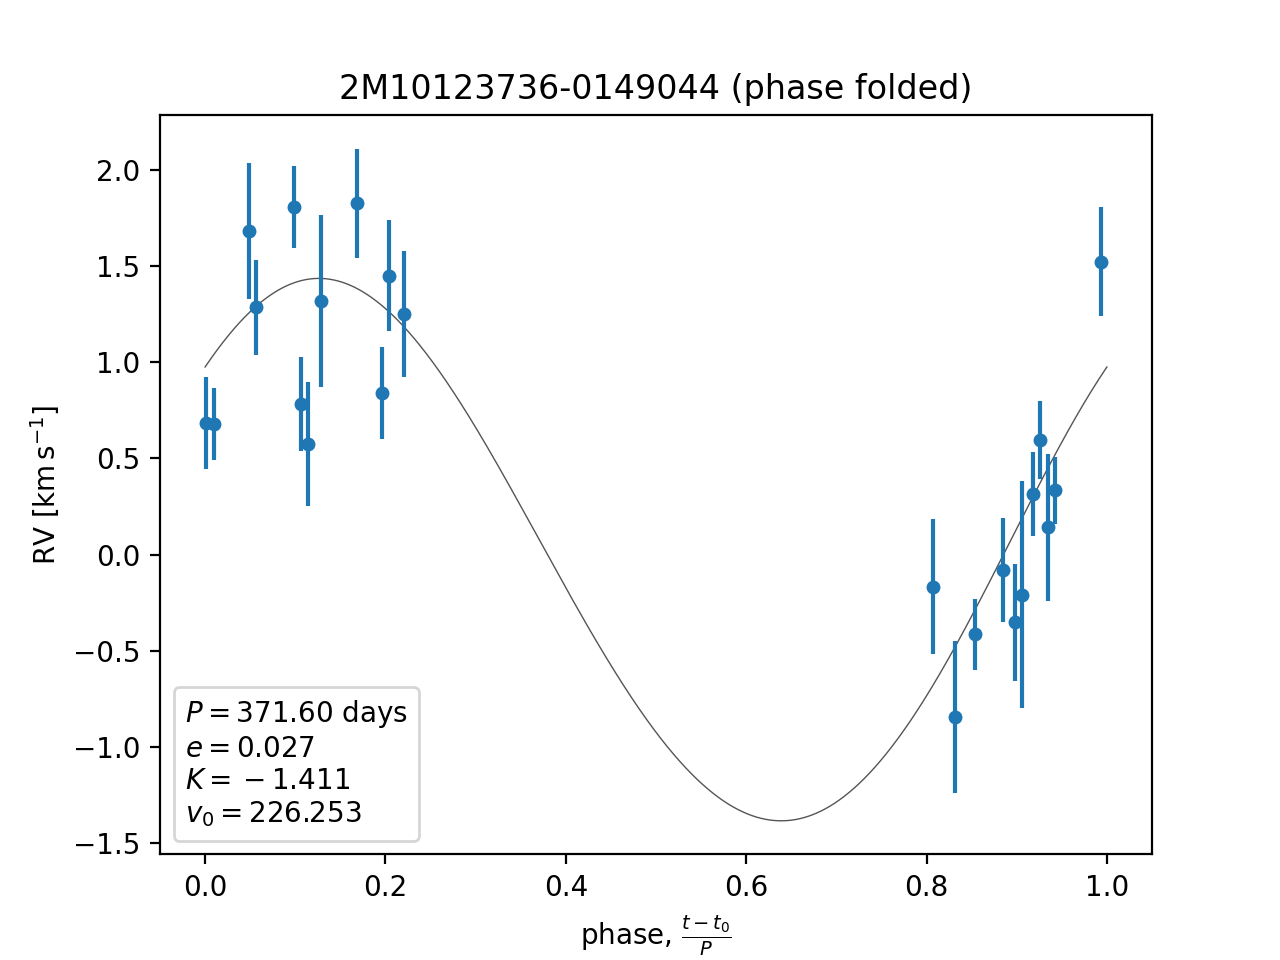 2M10123736-0149044 (phase folded)
RV [km s⁻¹]
2.0
1.5
1.0
0.5
0.0
−0.5
−1.0
−1.5
P = 371.60 days
e = 0.027
K = −1.411
v₀ = 226.253
0.0 0.2 0.4 0.6 0.8 1.0
phase, (t − t₀)/P